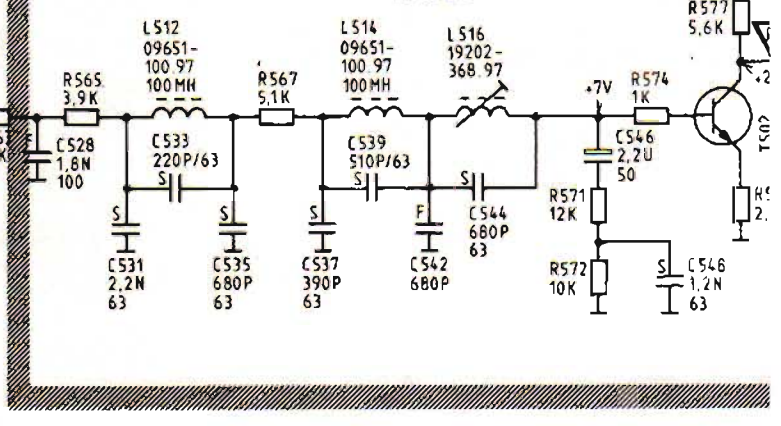 R565
3,9K
L512
09651-
100.97
100MH
R567
5,1K
L514
09651-
100.97
100MH
L516
19202-
368.97
R577
5,6K
+7V
R574
1K
C528
1,8N
100
C533
220P/63
C539
510P/63
C546
2,2U
50
S
S
S
S
S
S
F
S
C544
680P
63
R571
12K
C531
2,2N
63
C535
680P
63
C537
390P
63
C542
680P
R572
10K
S
C548
1,2N
63